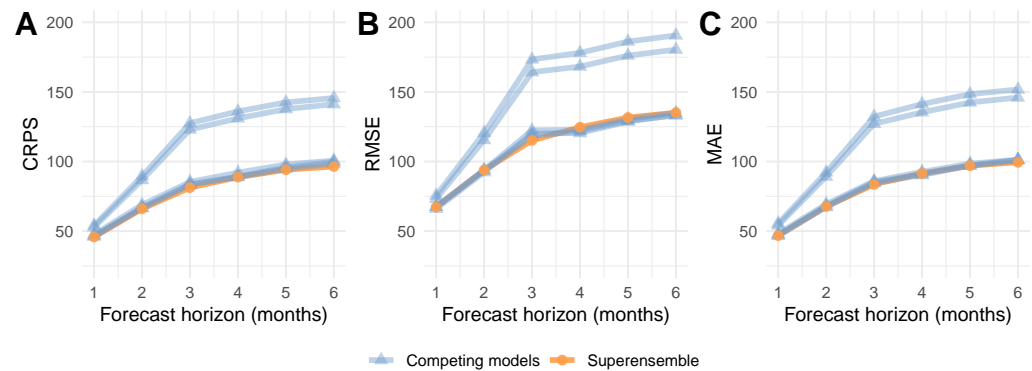 A
B
C
200
150
100
50
CRPS
1 2 3 4 5 6
Forecast horizon (months)
200
150
100
50
RMSE
1 2 3 4 5 6
Forecast horizon (months)
200
150
100
50
MAE
1 2 3 4 5 6
Forecast horizon (months)
Competing models Superensemble